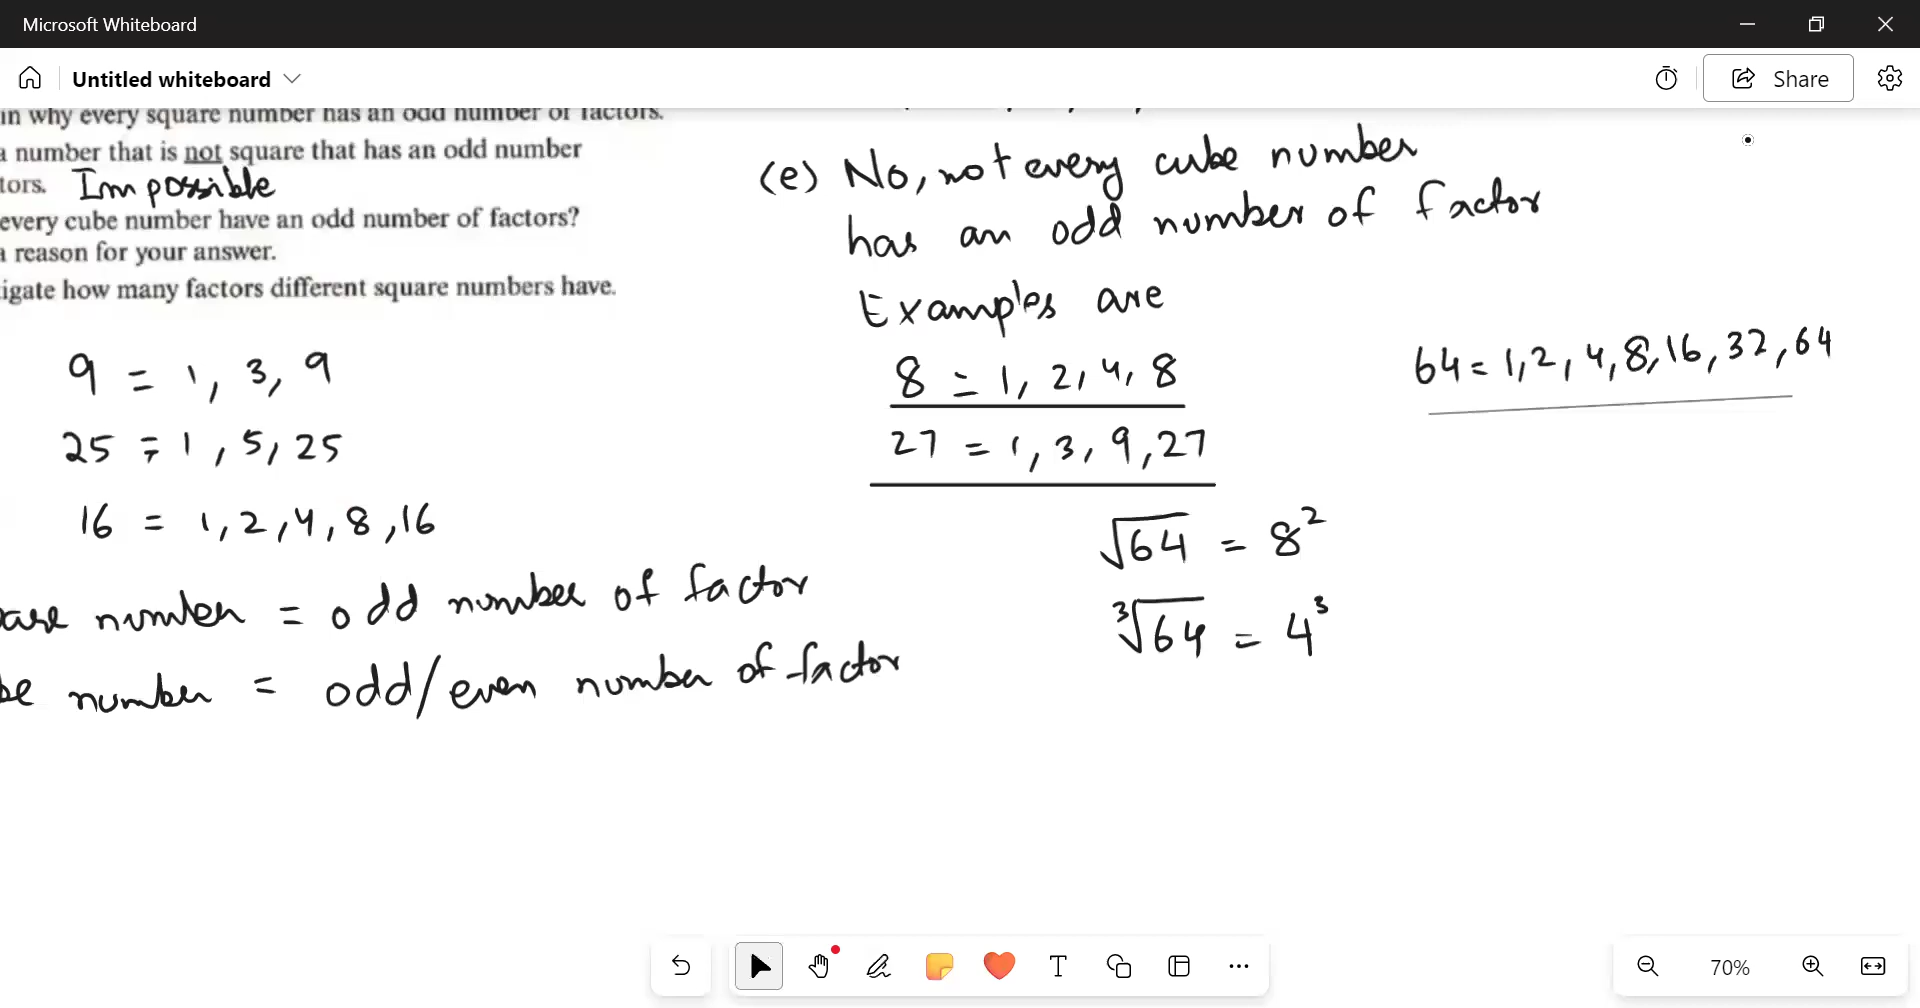 Microsoft Whiteboard
Untitled whiteboard
Share
in why every square number has an odd number of factors.
a number that is not square that has an odd number
tors. Impossible
every cube number have an odd number of factors?
a reason for your answer.
igate how many factors different square numbers have.
9 = 1, 3, 9
25 = 1, 5, 25
16 = 1, 2, 4, 8, 16
are number = odd number of factor
be number = odd/even number of factor
(e) No, not every cube number
has an odd number of factor
Examples are
8 = 1, 2, 4, 8
27 = 1, 3, 9, 27
√64 = 8²
³√64 = 4³
64 = 1, 2, 4, 8, 16, 32, 64
70%